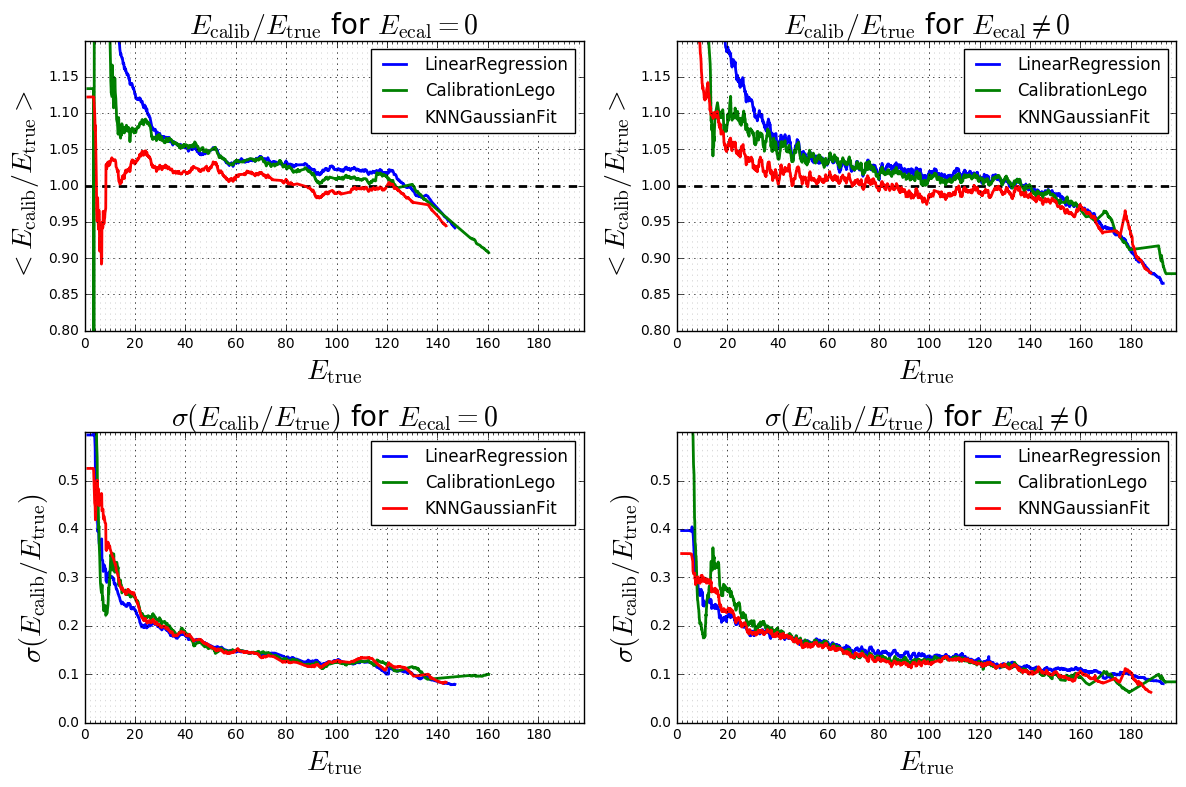 E_calib/E_true for E_ecal = 0
1.15
1.10
1.05
1.00
0.95
0.90
0.85
0.80
< E_calib/E_true >
LinearRegression
CalibrationLego
KNNGaussianFit
0 20 40 60 80 100 120 140 160 180
E_true
E_calib/E_true for E_ecal ≠ 0
1.15
1.10
1.05
1.00
0.95
0.90
0.85
0.80
< E_calib/E_true >
LinearRegression
CalibrationLego
KNNGaussianFit
0 20 40 60 80 100 120 140 160 180
E_true
σ(E_calib/E_true) for E_ecal = 0
0.5
0.4
0.3
0.2
0.1
0.0
σ(E_calib/E_true)
LinearRegression
CalibrationLego
KNNGaussianFit
0 20 40 60 80 100 120 140 160 180
E_true
σ(E_calib/E_true) for E_ecal ≠ 0
0.5
0.4
0.3
0.2
0.1
0.0
σ(E_calib/E_true)
LinearRegression
CalibrationLego
KNNGaussianFit
0 20 40 60 80 100 120 140 160 180
E_true